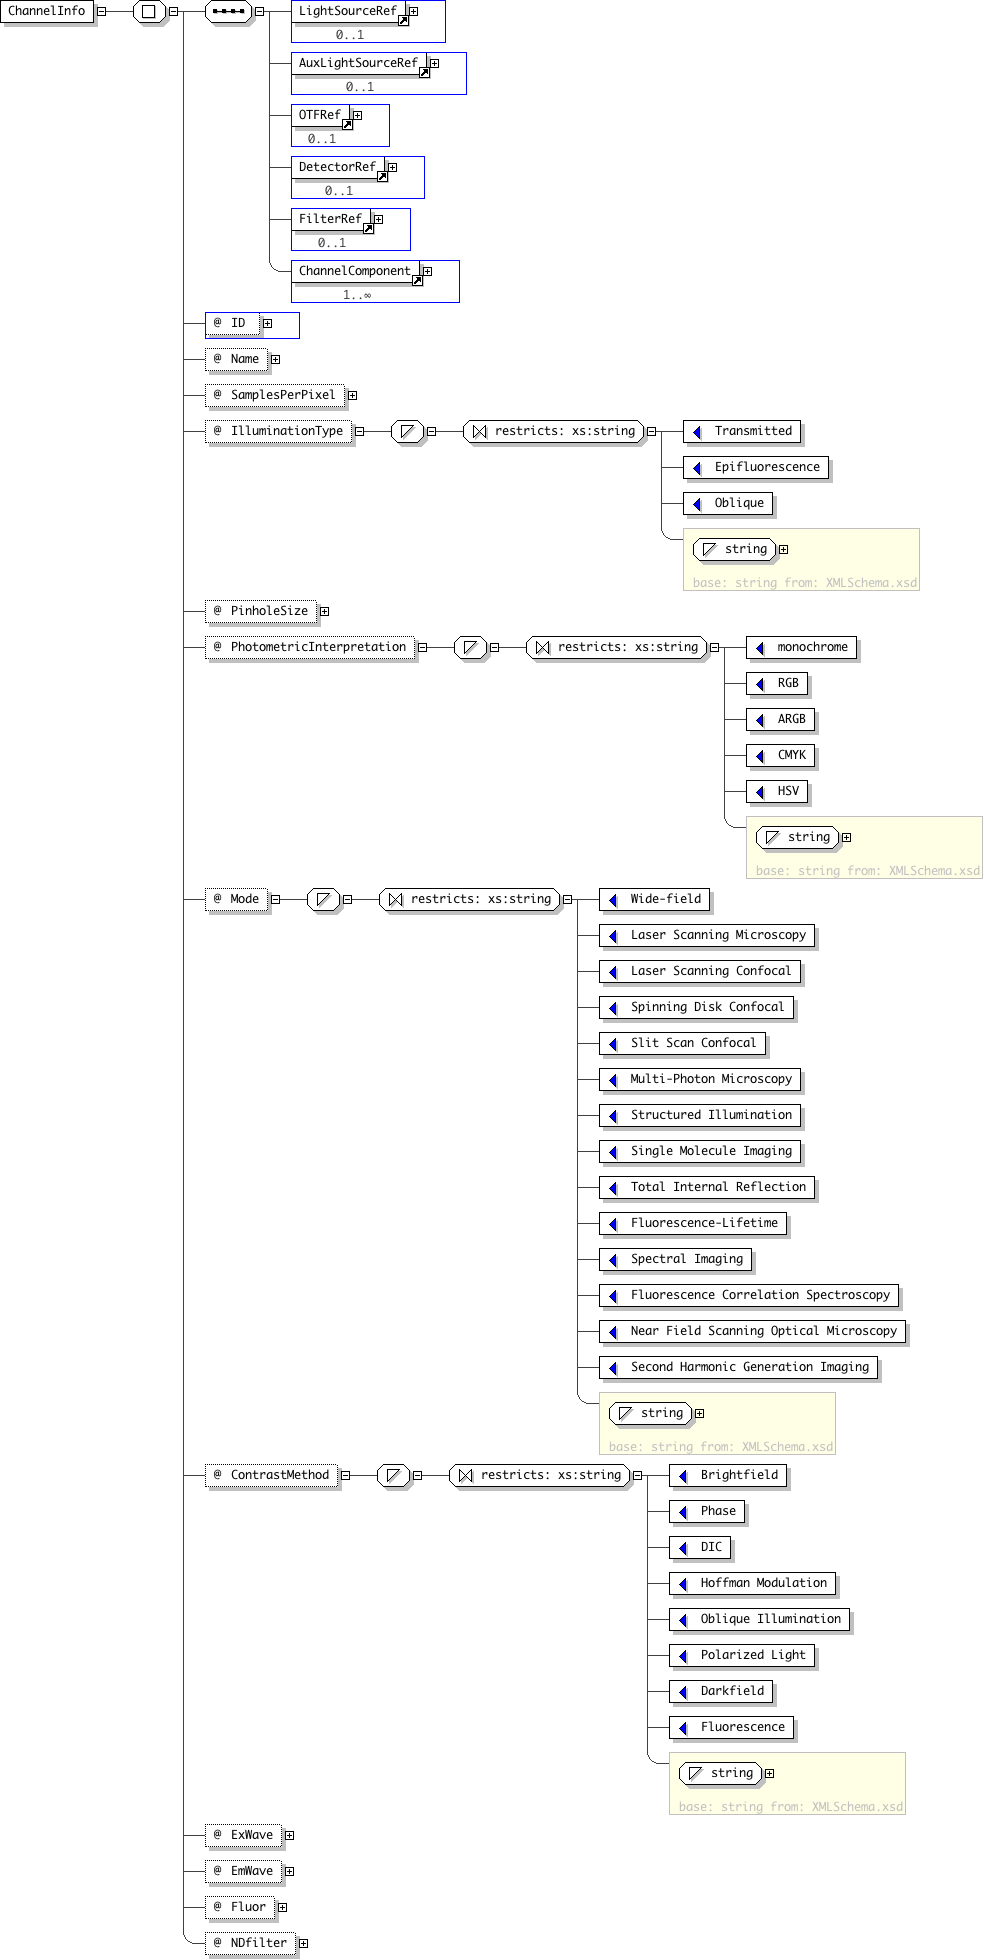 ChannelInfo
LightSourceRef
0..1
AuxLightSourceRef
0..1
OTFRef
0..1
DetectorRef
0..1
FilterRef
0..1
ChannelComponent
1..∞
@ ID
@ Name
@ SamplesPerPixel
@ IlluminationType
restricts: xs:string
Transmitted
Epifluorescence
Oblique
string
base: string from: XMLSchema.xsd
@ PinholeSize
@ PhotometricInterpretation
restricts: xs:string
monochrome
RGB
ARGB
CMYK
HSV
string
base: string from: XMLSchema.xsd
@ Mode
restricts: xs:string
Wide-field
Laser Scanning Microscopy
Laser Scanning Confocal
Spinning Disk Confocal
Slit Scan Confocal
Multi-Photon Microscopy
Structured Illumination
Single Molecule Imaging
Total Internal Reflection
Fluorescence-Lifetime
Spectral Imaging
Fluorescence Correlation Spectroscopy
Near Field Scanning Optical Microscopy
Second Harmonic Generation Imaging
string
base: string from: XMLSchema.xsd
@ ContrastMethod
restricts: xs:string
Brightfield
Phase
DIC
Hoffman Modulation
Oblique Illumination
Polarized Light
Darkfield
Fluorescence
string
base: string from: XMLSchema.xsd
@ ExWave
@ EmWave
@ Fluor
@ NDfilter